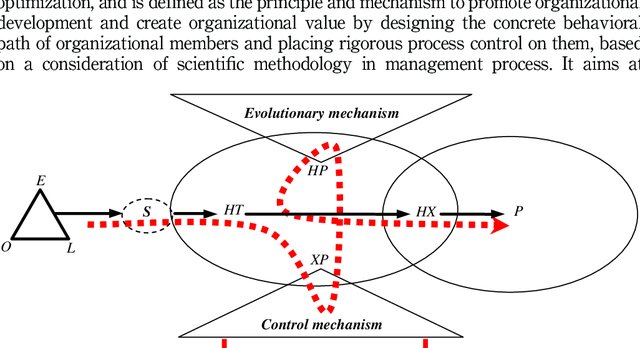 optimization, and is defined as the principle and mechanism to promote organizational
development and create organizational value by designing the concrete behavioral
path of organizational members and placing rigorous process control on them, based
on a consideration of scientific methodology in management process. It aims at
Evolutionary mechanism
HP
E
S
HT
HX
P
O
L
XP
Control mechanism